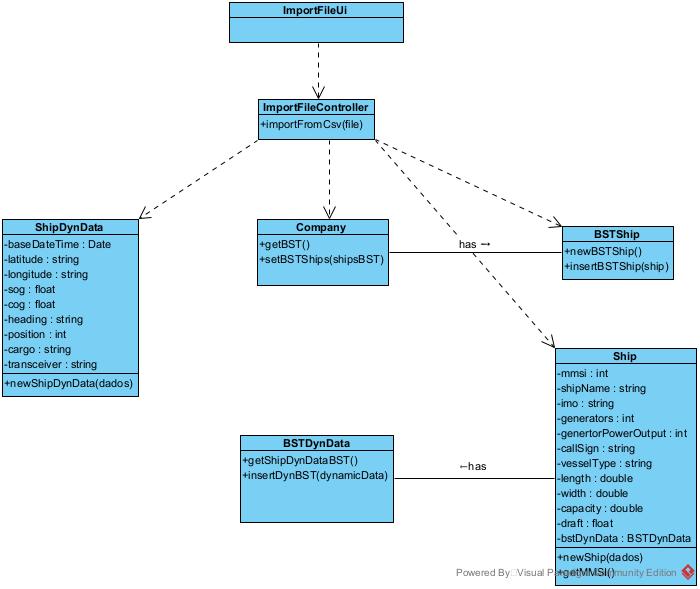 ImportFileUi
ImportFileController
+importFromCsv(file)
ShipDynData
-baseDateTime : Date
-latitude : string
-longitude : string
-sog : float
-cog : float
-heading : string
-position : int
-cargo : string
-transceiver : string
+newShipDynData(dados)
Company
+getBST()
+setBSTShips(shipsBST)
has →
BSTShip
+newBSTShip()
+insertBSTShip(ship)
Ship
-mmsi : int
-shipName : string
-imo : string
-generators : int
-genertorPowerOutput : int
-callSign : string
-vesselType : string
-length : double
-width : double
-capacity : double
-draft : float
-bstDynData : BSTDynData
+newShip(dados)
+getMMSI()
BSTDynData
+getShipDynDataBST()
+insertDynBST(dynamicData)
←has
Powered By Visual Paradigm Community Edition